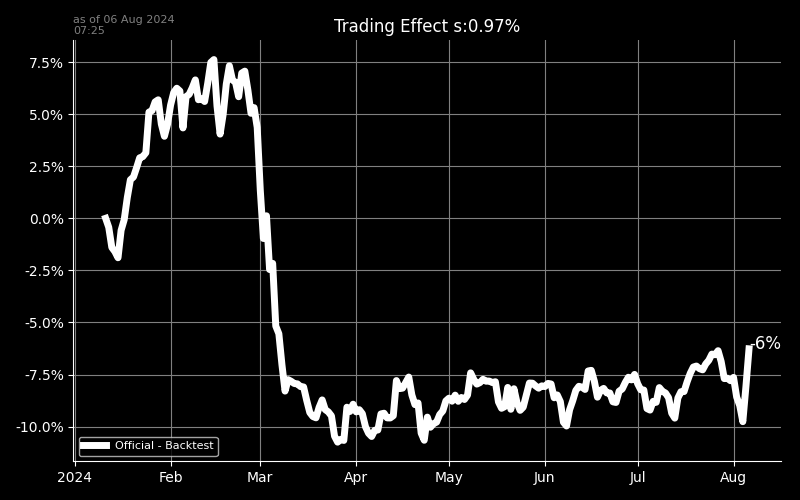 as of 06 Aug 2024
07:25
Trading Effect s:0.97%
7.5%
5.0%
2.5%
0.0%
-2.5%
-5.0%
-7.5%
-10.0%
-6%
Official - Backtest
2024 Feb Mar Apr May Jun Jul Aug